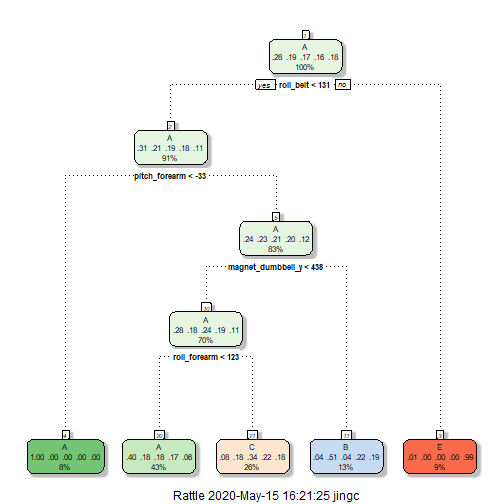 1
A
.28 .19 .17 .16 .18
100%
yes roll_belt < 131 no
2
A
.31 .21 .19 .18 .11
91%
pitch_forearm < -33
5
A
.24 .23 .21 .20 .12
83%
magnet_dumbbell_y < 438
10
A
.28 .18 .24 .19 .11
70%
roll_forearm < 123
4 20 21 11 3
A A C B E
1.00 .00 .00 .00 .00 .40 .18 .18 .17 .06 .08 .18 .34 .22 .18 .04 .51 .04 .22 .19 .01 .00 .00 .00 .99
8% 43% 26% 13% 9%
Rattle 2020-May-15 16:21:25 jingc